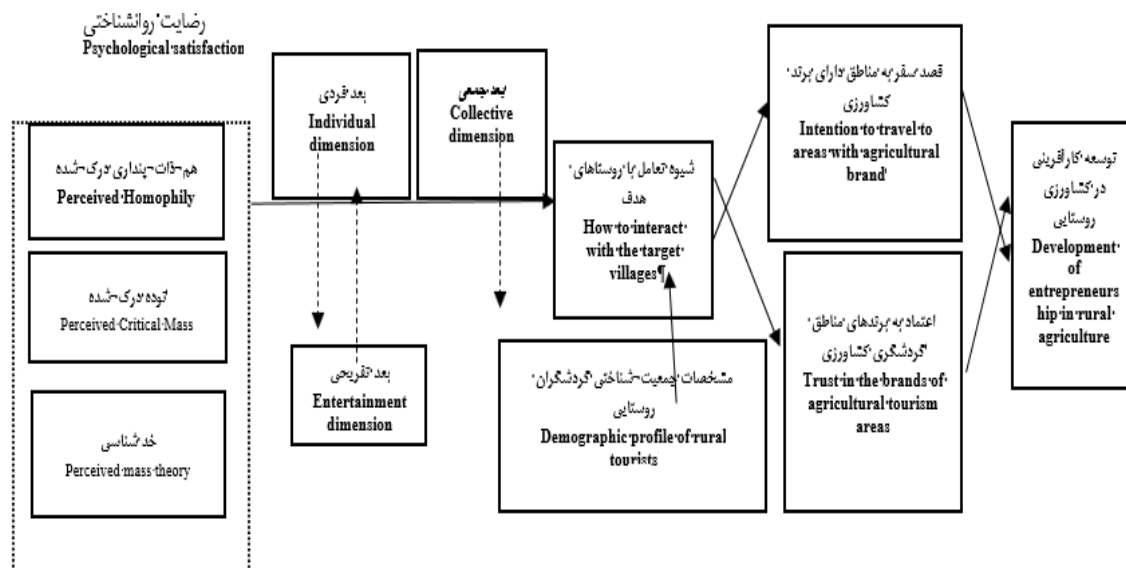 رضایت روانشناختی
Psychological satisfaction
هم-ذات-پنداری درک-شده
Perceived Homophily
توده درک-شده
Perceived Critical Mass
خد شناسی
Perceived mass theory
بعد فردی
Individual
dimension
بعد تفریحی
Entertainment
dimension
بعد جمعی
Collective
dimension
شیوه تعامل با روستاهای
هدف
How to interact
with the target
villages¶
مشخصات جمعیت-شناختی گردشگران
روستایی
Demographic profile of rural
tourists
قصد سفر به مناطق دارای برند
کشاورزی
Intention to travel to
areas with agricultural
brand
اعتماد به برندهای مناطق
گردشگری کشاورزی
Trust in the brands of
agricultural tourism
areas
توسعه کارآفرینی
در کشاورزی
روستایی
Development
of
entrepreneurs
hip in rural
agriculture